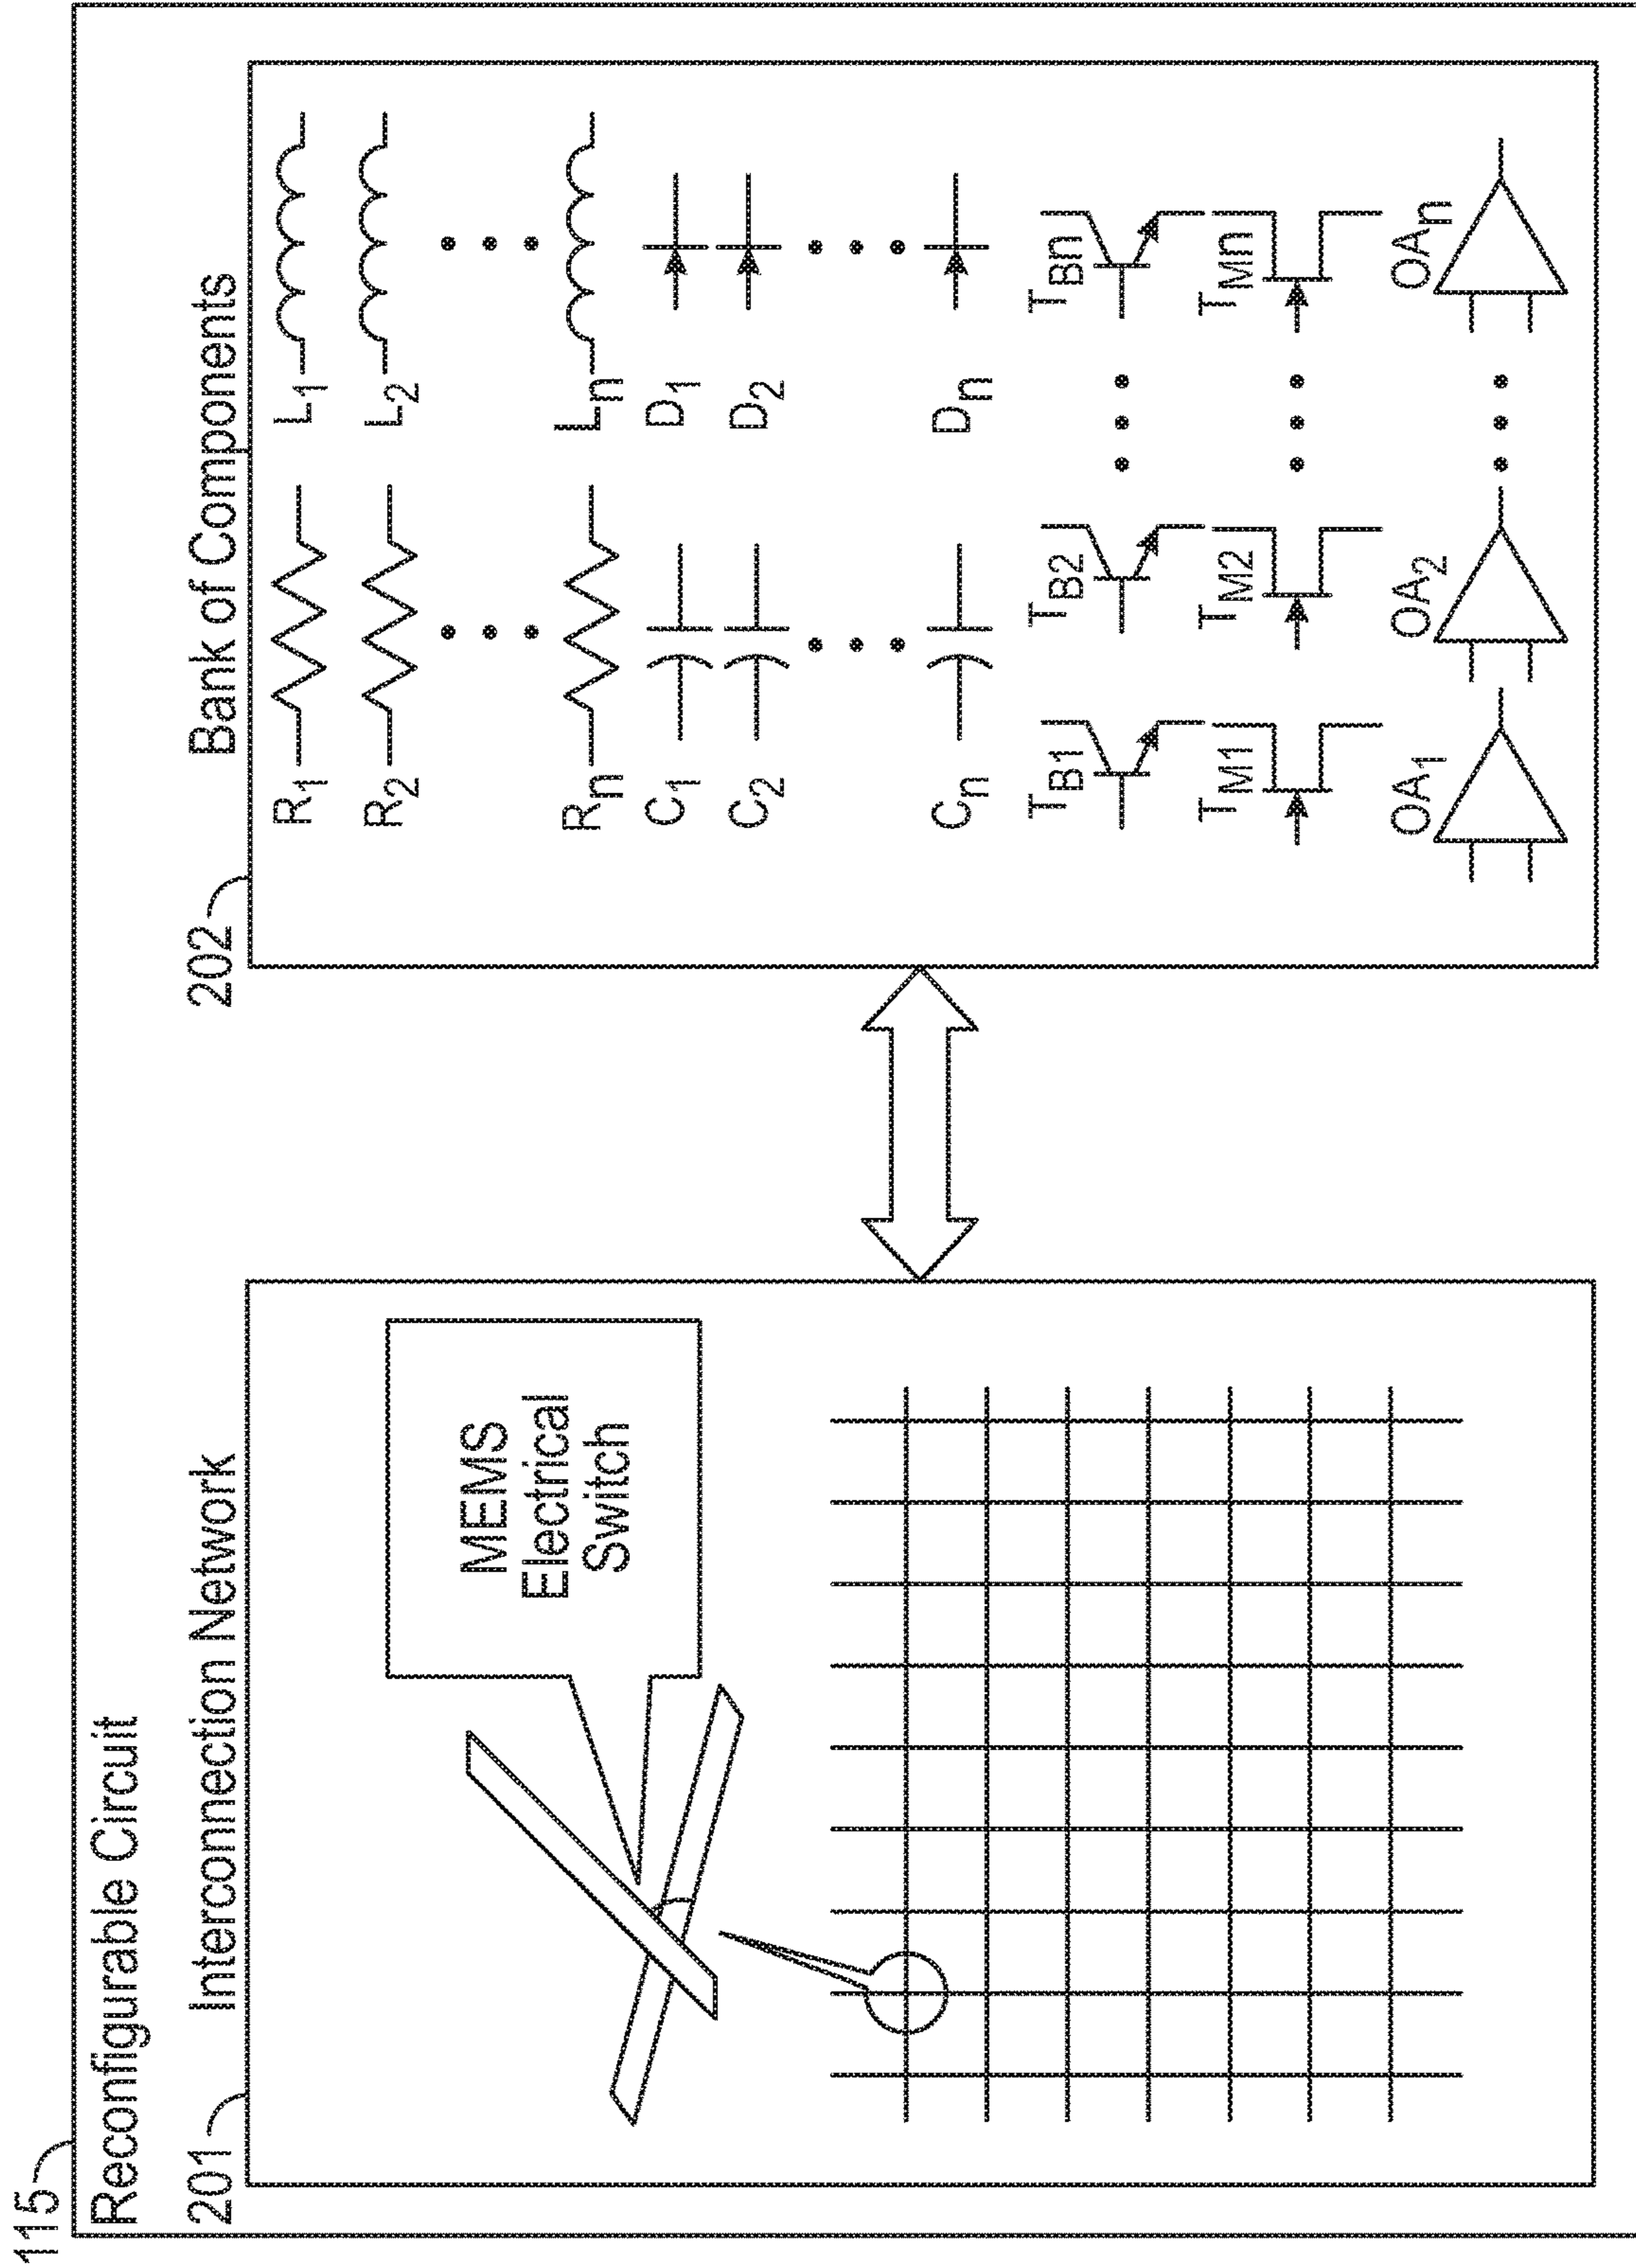 115
Reconfigurable Circuit
201
Interconnection Network
MEMS
Electrical
Switch
202
Bank of Components
R1
L1
R2
L2
Rn
Ln
C1
D1
C2
D2
Cn
Dn
TB1
TB2
TBn
TM1
TM2
TMn
OA1
OA2
OAn